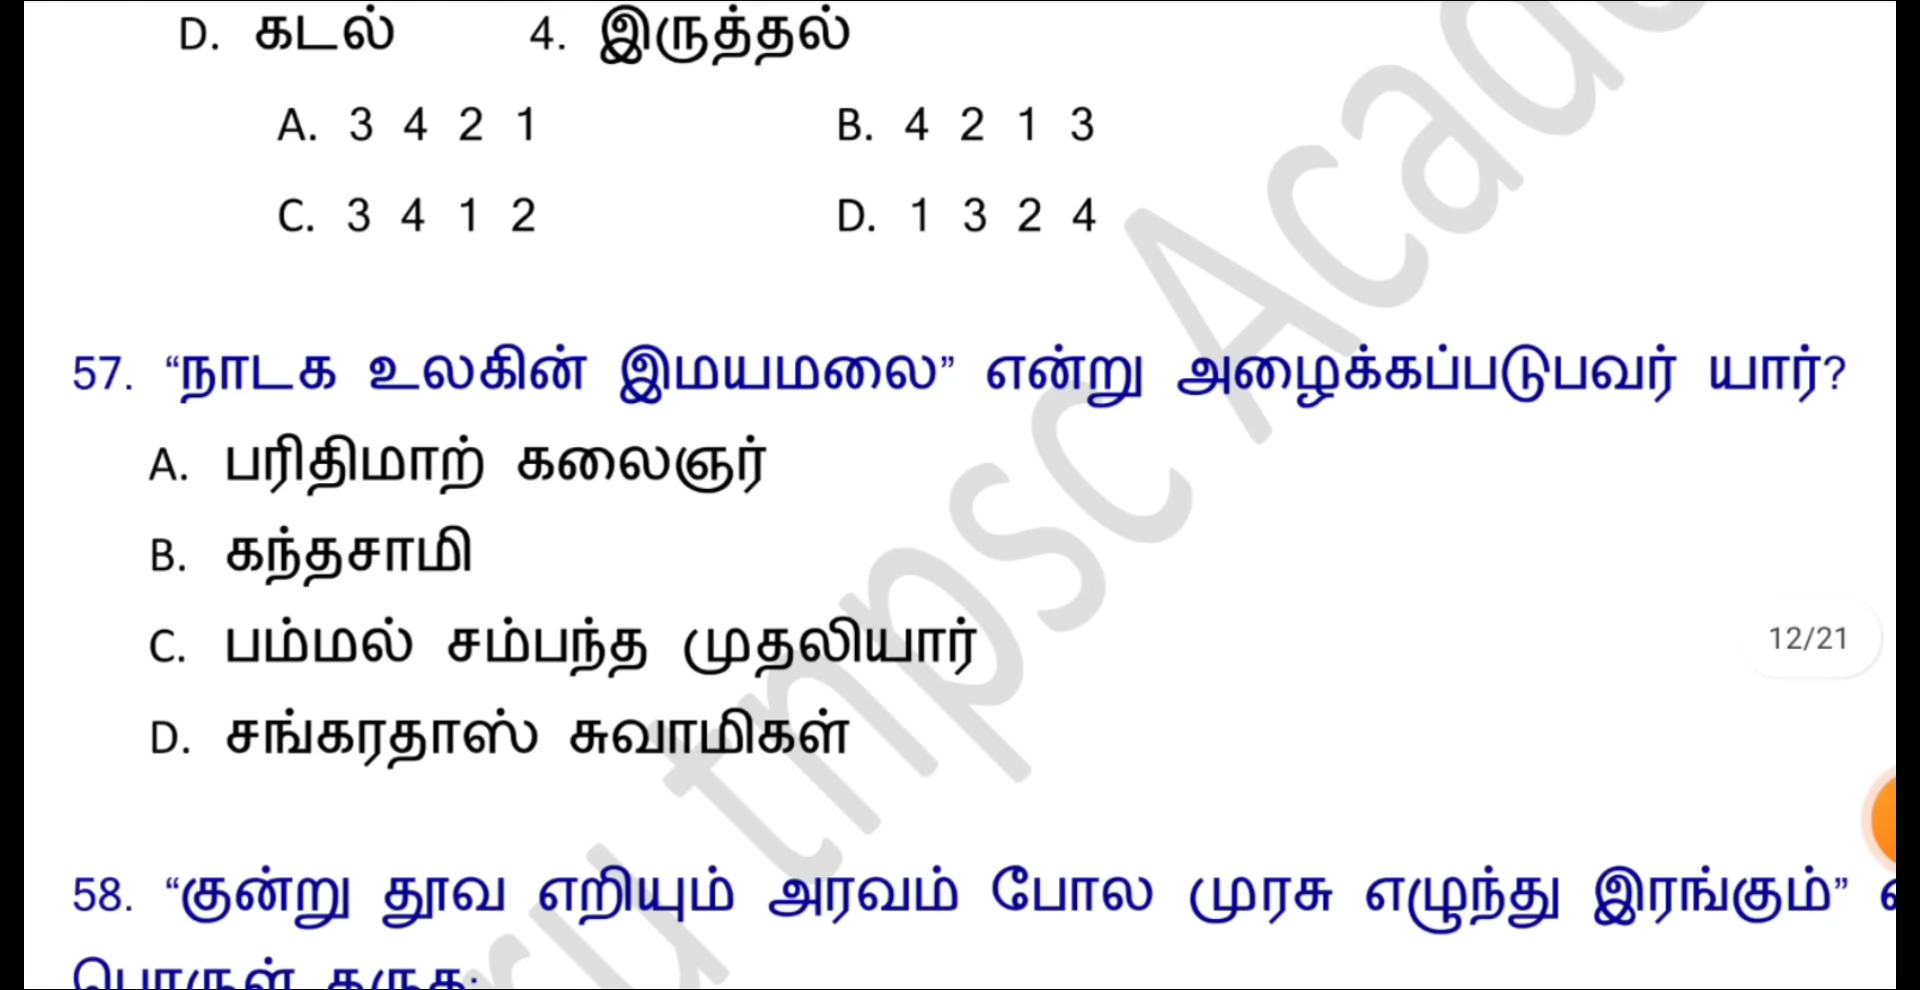 D. கடல் 4. இருத்தல்
A. 3 4 2 1 B. 4 2 1 3
C. 3 4 1 2 D. 1 3 2 4
57. “நாடக உலகின் இமயமலை” என்று அழைக்கப்படுபவர் யார்?
A. பரிதிமாற் கலைஞர்
B. கந்தசாமி
C. பம்மல் சம்பந்த முதலியார்
12/21
D. சங்கரதாஸ் சுவாமிகள்
58. “குன்று தூவ எறியும் அரவம் போல முரசு எழுந்து இரங்கும்”
பொருள் தருக:
tnpsc